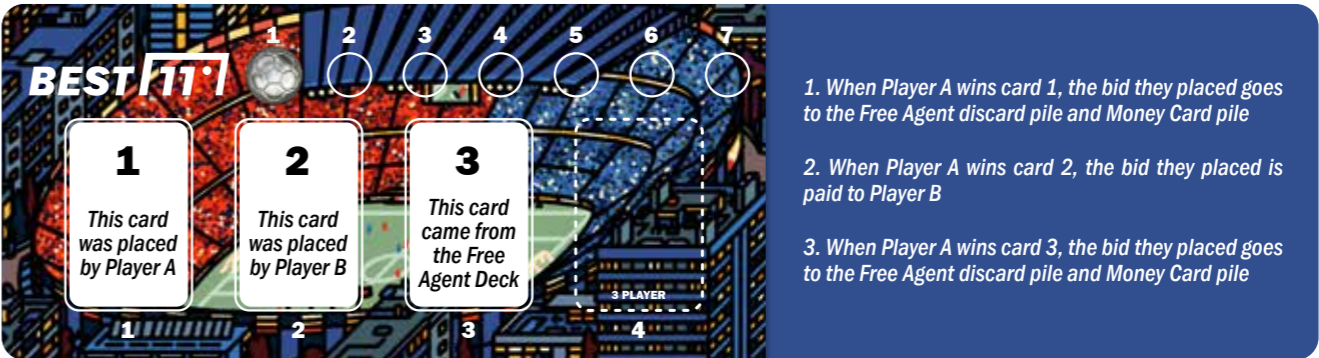 1 2 3 4 5 6 7
BEST 11
1
This card
was placed
by Player A
2
This card
was placed
by Player B
3
This card
came from
the Free
Agent Deck
3 PLAYER
1 2 3 4
1. When Player A wins card 1, the bid they placed goes
to the Free Agent discard pile and Money Card pile
2. When Player A wins card 2, the bid they placed is
paid to Player B
3. When Player A wins card 3, the bid they placed goes
to the Free Agent discard pile and Money Card pile